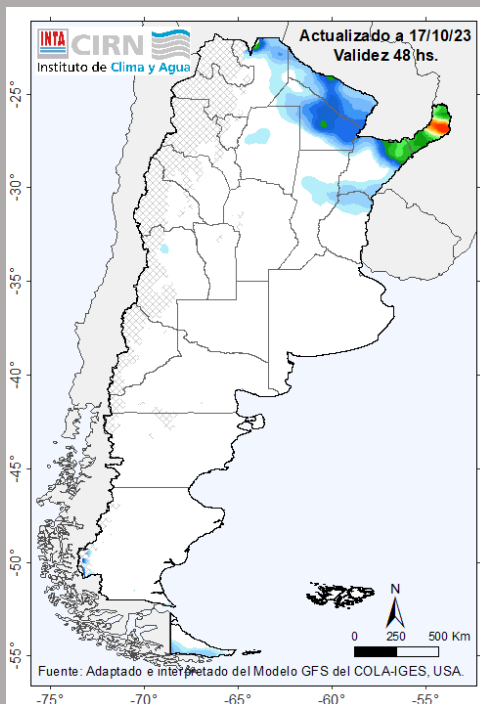 INTA CIRN
Instituto de Clima y Agua
Actualizado a 17/10/23
Validez 48 hs.
-25°
-30°
-35°
-40°
-45°
-50°
-55°
N
0 250 500 Km
Fuente: Adaptado e interpretado del Modelo GFS del COLA-IGES, USA.
-75° -70° -65° -60° -55°